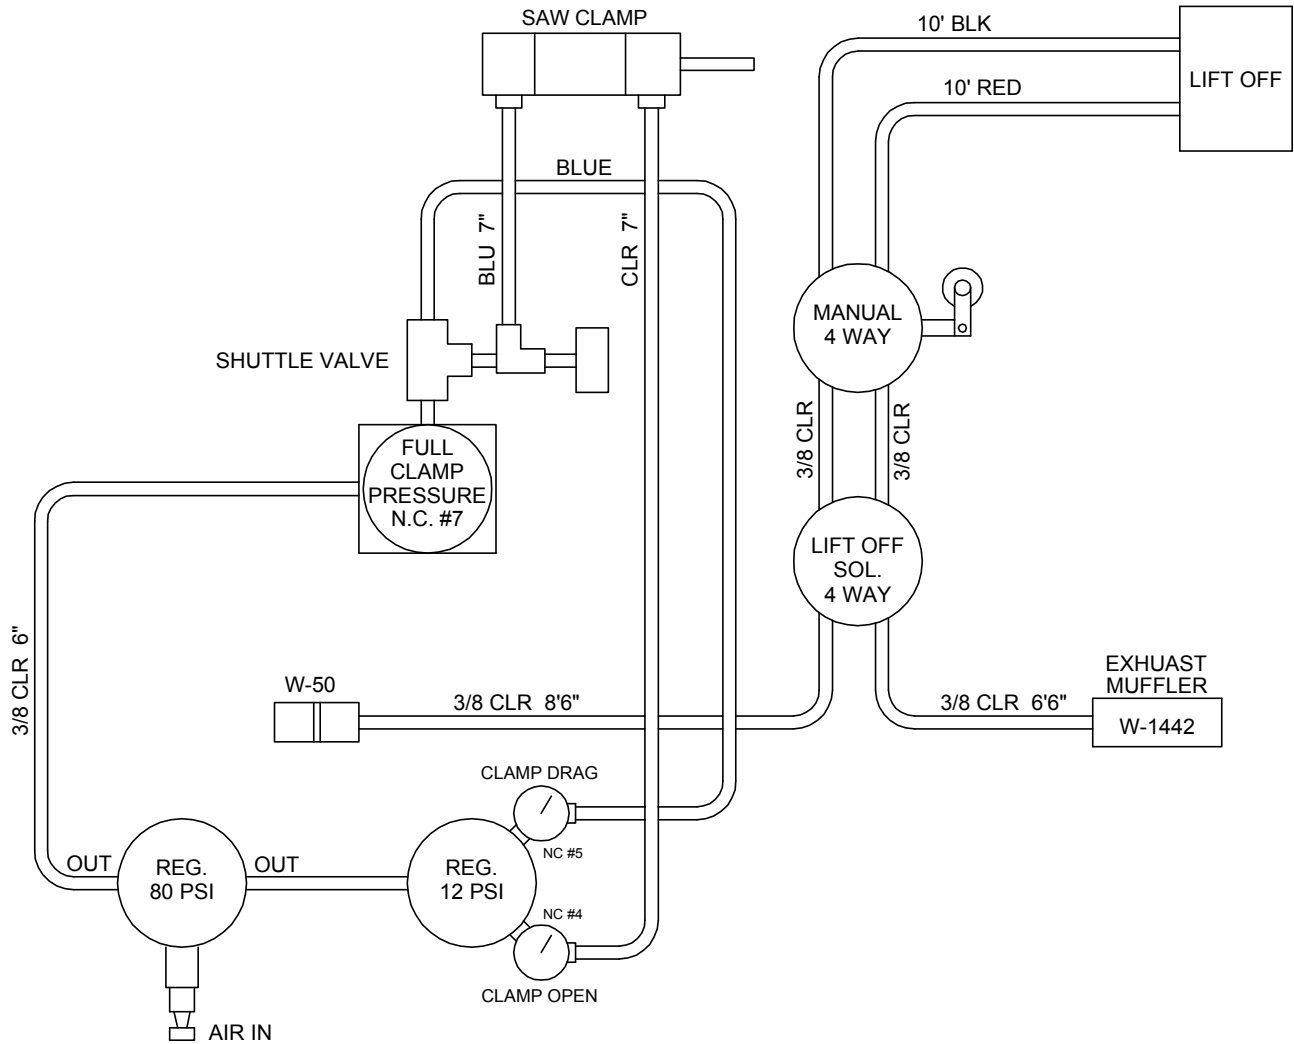 SAW CLAMP
10' BLK
LIFT OFF
10' RED
BLUE
BLU 7"
CLR 7"
MANUAL
4 WAY
SHUTTLE VALVE
3/8 CLR
3/8 CLR
FULL
CLAMP
PRESSURE
N.C. #7
LIFT OFF
SOL.
4 WAY
3/8 CLR 6"
W-50
3/8 CLR 8'6"
3/8 CLR 6'6"
EXHUAST
MUFFLER
W-1442
CLAMP DRAG
NC #5
OUT
REG.
80 PSI
OUT
REG.
12 PSI
NC #4
CLAMP OPEN
AIR IN